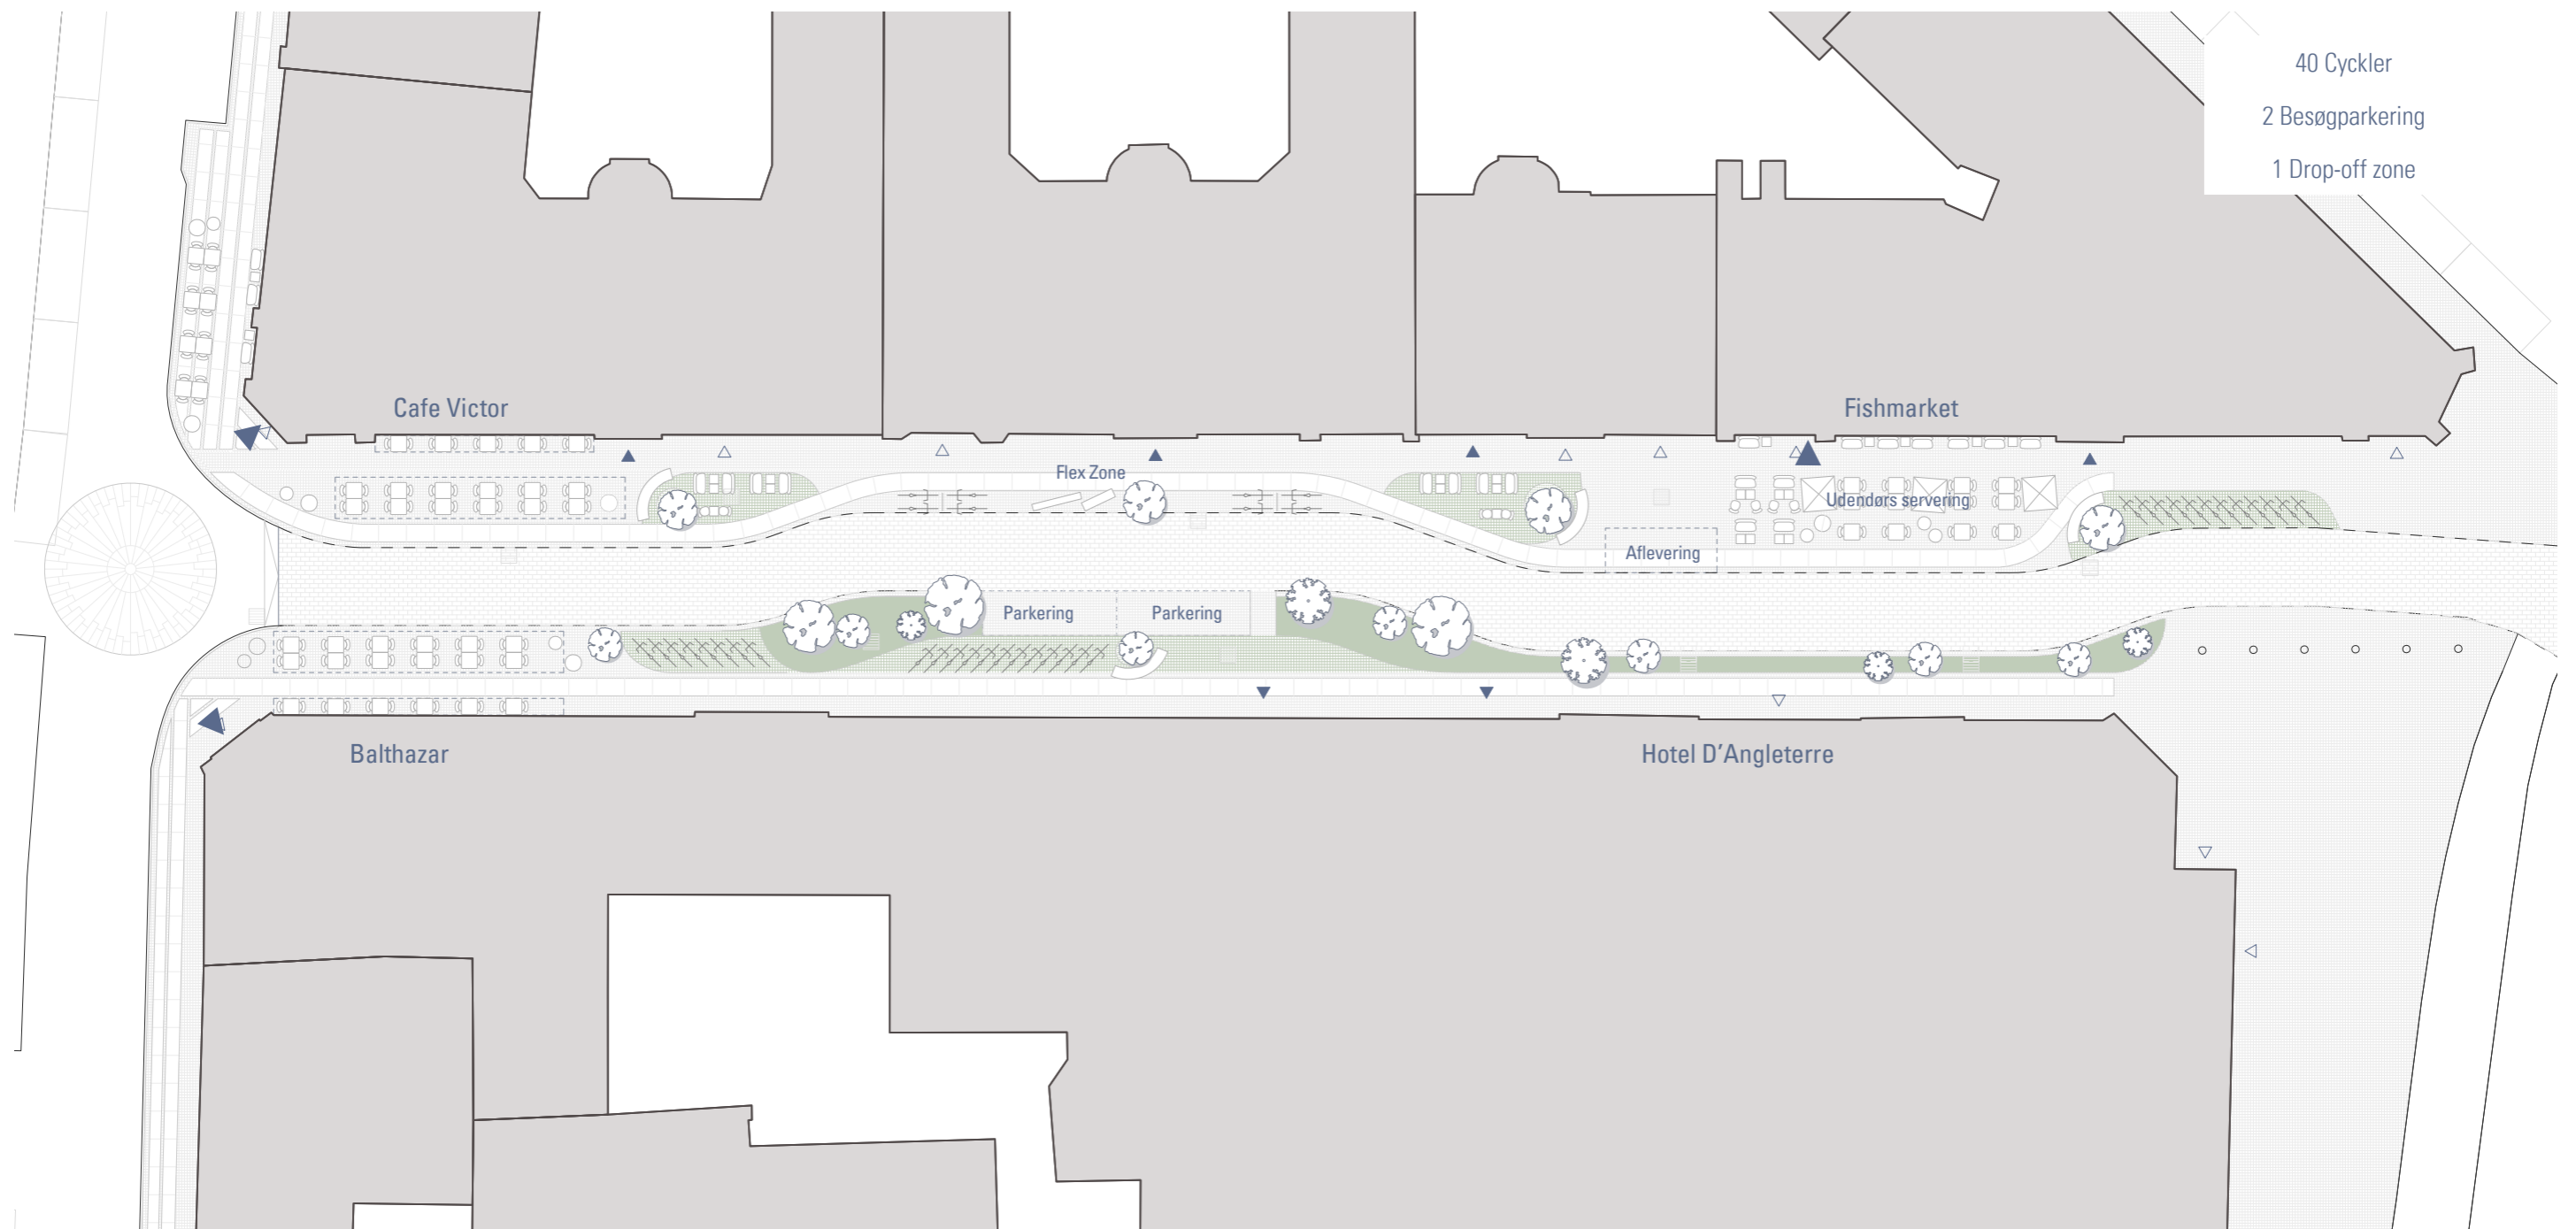 40 Cyckler
2 Besøgparkering
1 Drop-off zone
Cafe Victor
Fishmarket
Flex Zone
Udendørs servering
Aflevering
Parkering
Parkering
Balthazar
Hotel D’Angleterre